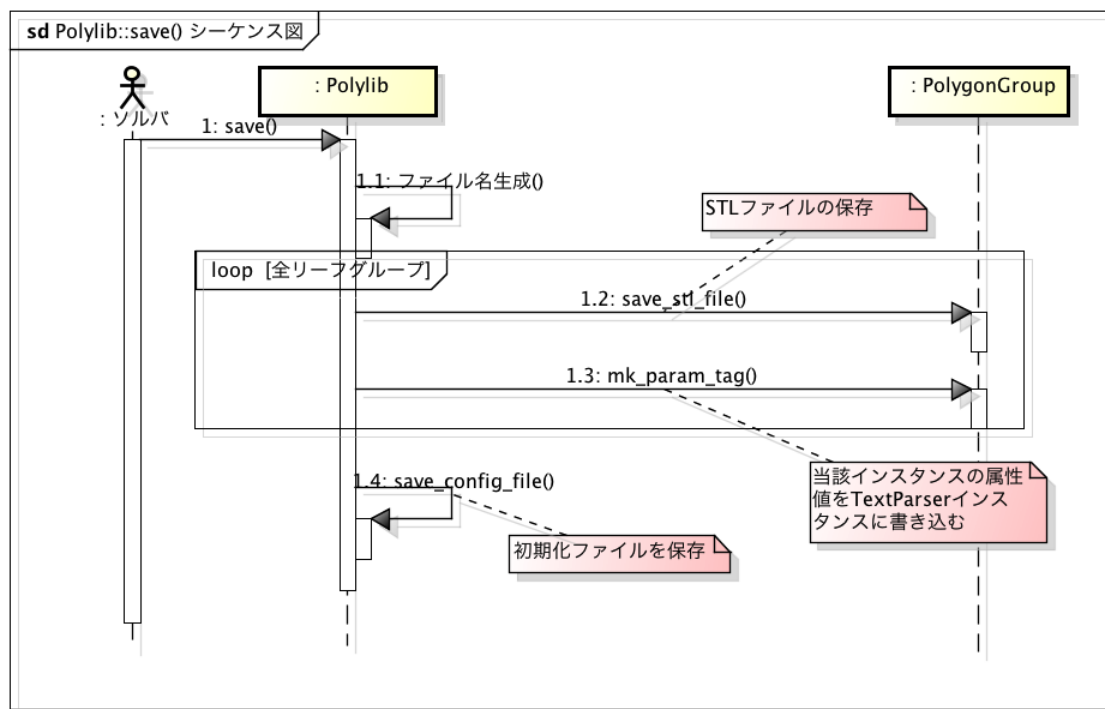 sd Polylib::save() シーケンス図
: ソルバ
: Polylib
: PolygonGroup
1: save()
1.1: ファイル名生成()
STLファイルの保存
loop [全リーフグループ]
1.2: save_stl_file()
1.3: mk_param_tag()
1.4: save_config_file()
当該インスタンスの属性
値をTextParserインス
タンスに書き込む
初期化ファイルを保存